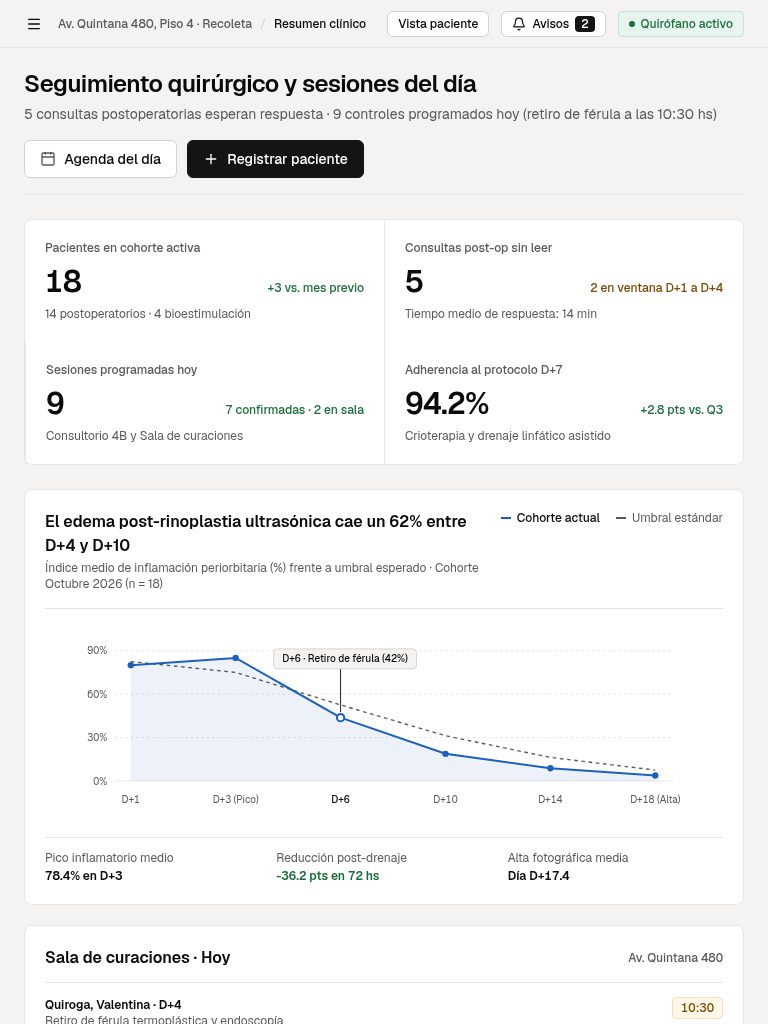 Av. Quintana 480, Piso 4 · Recoleta / Resumen clínico
Vista paciente
Avisos 2
Quirófano activo
Seguimiento quirúrgico y sesiones del día
5 consultas postoperatorias esperan respuesta · 9 controles programados hoy (retiro de férula a las 10:30 hs)
Agenda del día
Registrar paciente
Pacientes en cohorte activa
18
+3 vs. mes previo
14 postoperatorios · 4 bioestimulación
Consultas post-op sin leer
5
2 en ventana D+1 a D+4
Tiempo medio de respuesta: 14 min
Sesiones programadas hoy
9
7 confirmadas · 2 en sala
Consultorio 4B y Sala de curaciones
Adherencia al protocolo D+7
94.2%
+2.8 pts vs. Q3
Crioterapia y drenaje linfático asistido
El edema post-rinoplastia ultrasónica cae un 62% entre
D+4 y D+10
Índice medio de inflamación periorbitaria (%) frente a umbral esperado · Cohorte
Octubre 2026 (n = 18)
Cohorte actual
Umbral estándar
90%
60%
30%
0%
D+6 · Retiro de férula (42%)
D+1
D+3 (Pico)
D+6
D+10
D+14
D+18 (Alta)
Pico inflamatorio medio
78.4% en D+3
Reducción post-drenaje
-36.2 pts en 72 hs
Alta fotográfica media
Día D+17.4
Sala de curaciones · Hoy
Av. Quintana 480
Quiroga, Valentina · D+4
10:30
Retiro de férula termoplástica y endoscopía